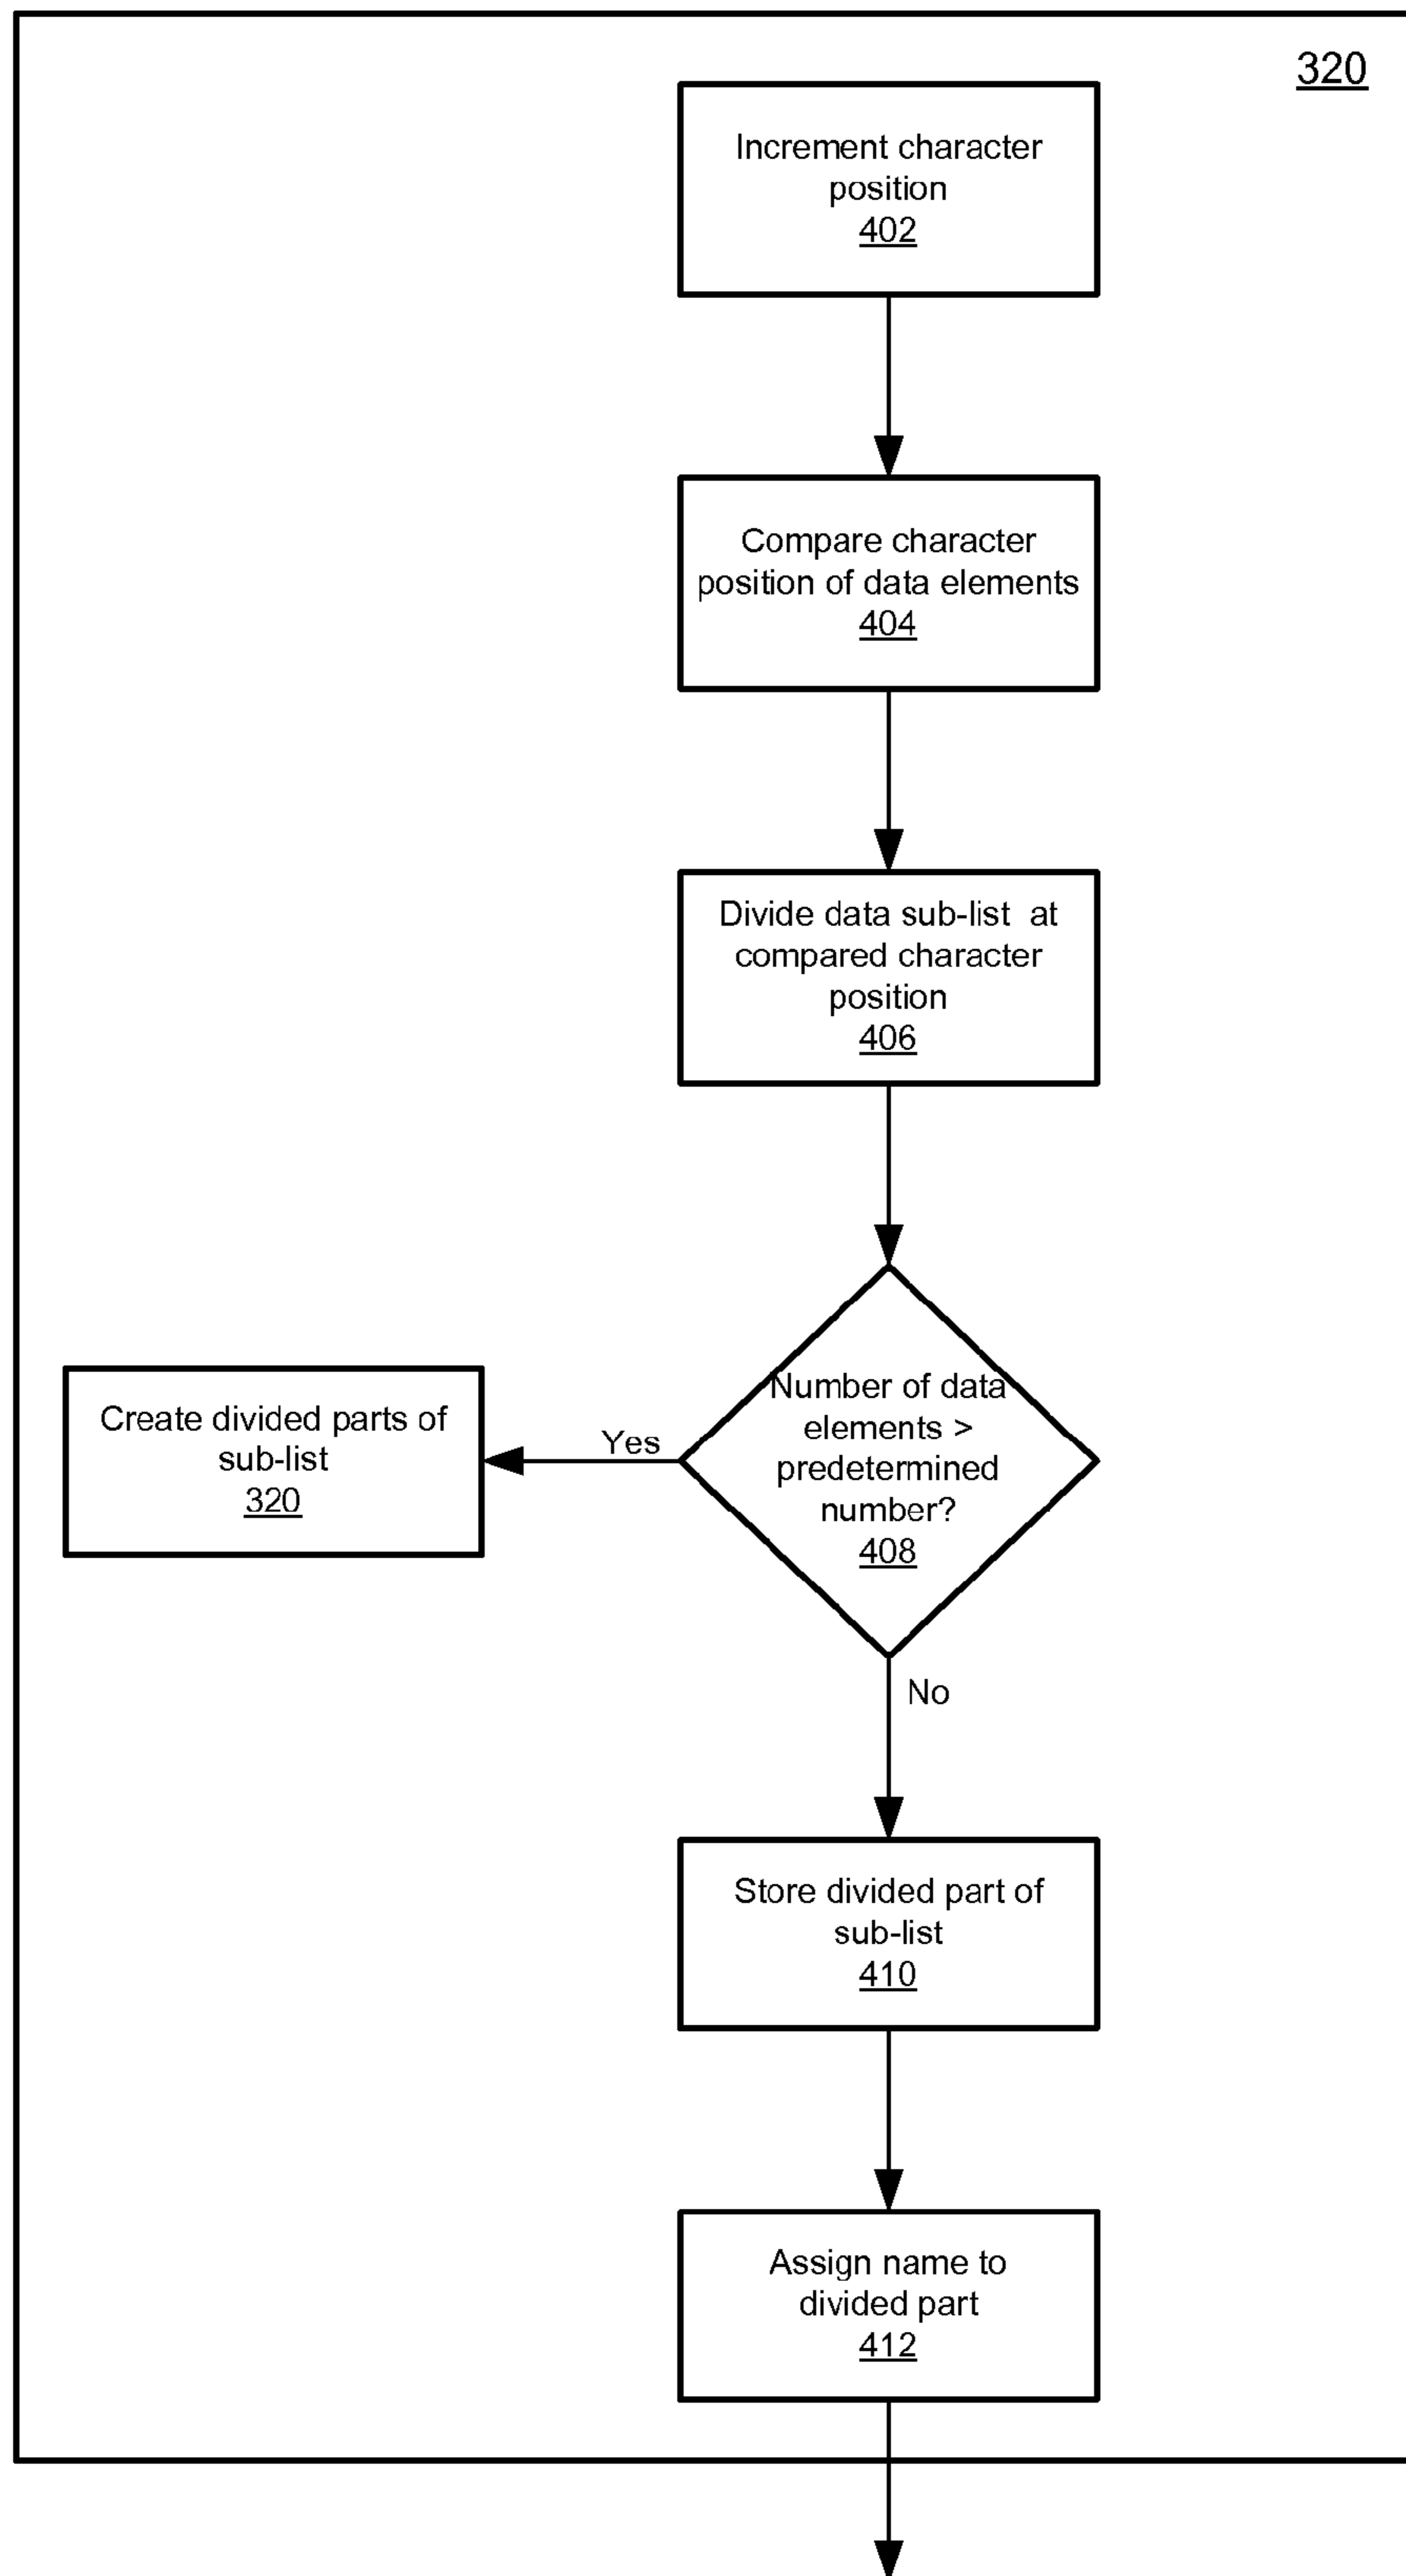 320
Increment character
position
402
Compare character
position of data elements
404
Divide data sub-list at
compared character
position
406
Number of data
elements >
predetermined
number?
408
Yes
Create divided parts of
sub-list
320
No
Store divided part of
sub-list
410
Assign name to
divided part
412